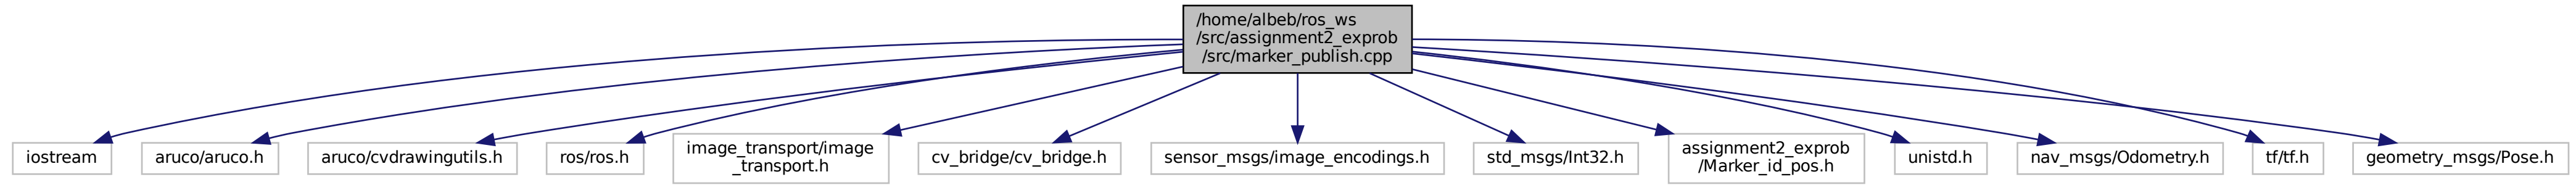 /home/albeb/ros_ws
/src/assignment2_exprob
/src/marker_publish.cpp
iostream
aruco/aruco.h
aruco/cvdrawingutils.h
ros/ros.h
image_transport/image
_transport.h
cv_bridge/cv_bridge.h
sensor_msgs/image_encodings.h
std_msgs/Int32.h
assignment2_exprob
/Marker_id_pos.h
unistd.h
nav_msgs/Odometry.h
tf/tf.h
geometry_msgs/Pose.h